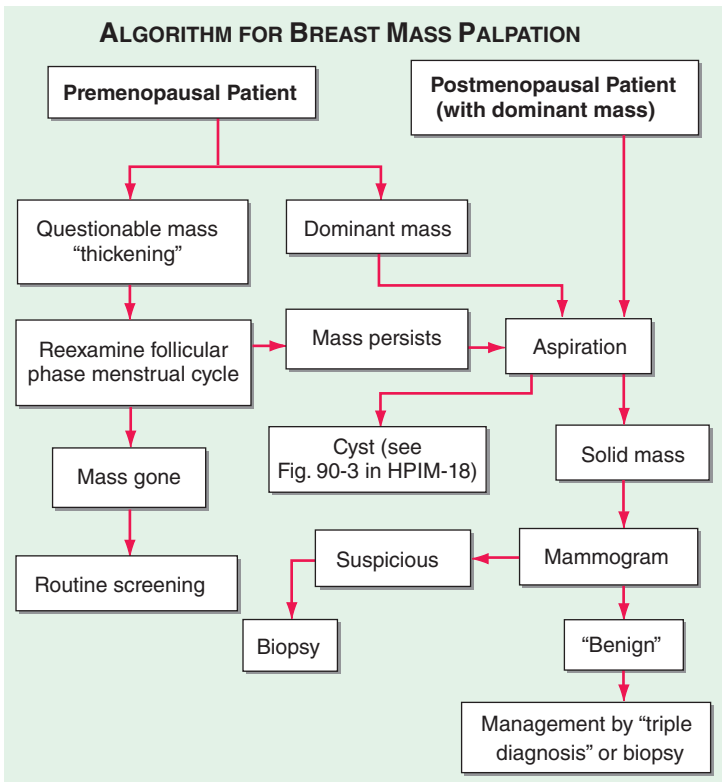 ALGORITHM FOR BREAST MASS PALPATION
Premenopausal Patient
Postmenopausal Patient
(with dominant mass)
Questionable mass
“thickening”
Dominant mass
Reexamine follicular
phase menstrual cycle
Mass persists
Aspiration
Mass gone
Cyst (see
Fig. 90-3 in HPIM-18)
Solid mass
Routine screening
Suspicious
Mammogram
Biopsy
“Benign”
Management by “triple
diagnosis” or biopsy